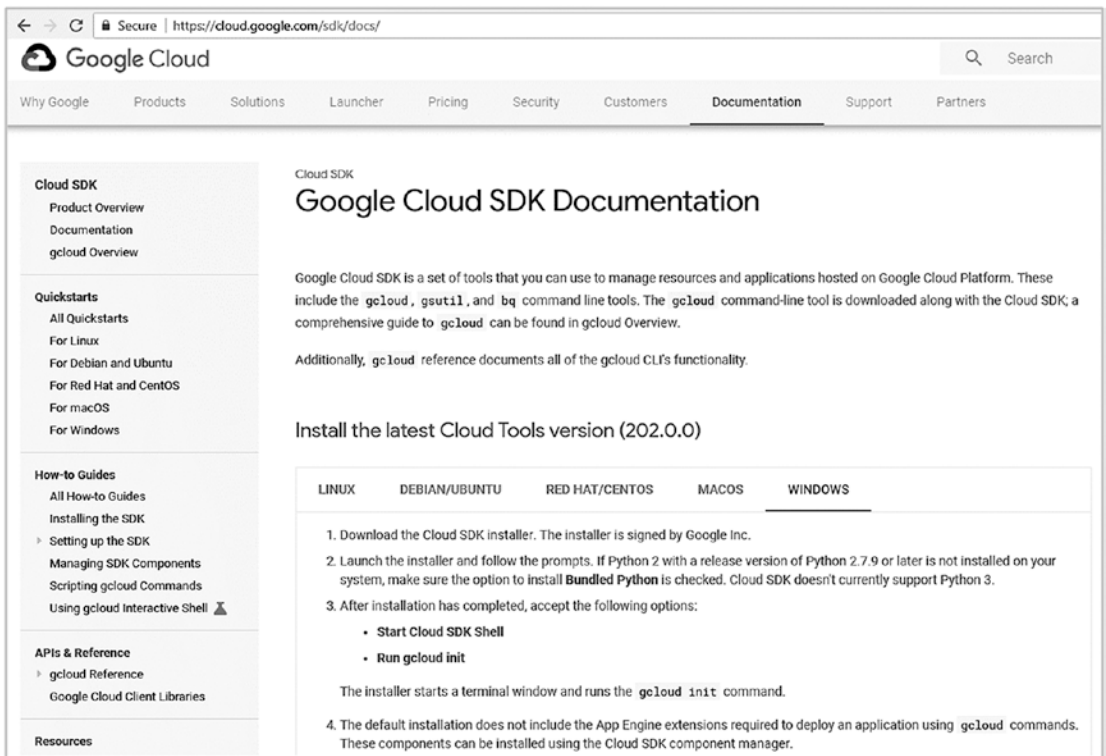 Secure | https://cloud.google.com/sdk/docs/
Google Cloud
Search
Why Google Products Solutions Launcher Pricing Security Customers Documentation Support Partners
Cloud SDK
Product Overview
Documentation
gcloud Overview
Quickstarts
All Quickstarts
For Linux
For Debian and Ubuntu
For Red Hat and CentOS
For macOS
For Windows
How-to Guides
All How-to Guides
Installing the SDK
Setting up the SDK
Managing SDK Components
Scripting gcloud Commands
Using gcloud Interactive Shell
APIs & Reference
gcloud Reference
Google Cloud Client Libraries
Resources
Cloud SDK
Google Cloud SDK Documentation
Google Cloud SDK is a set of tools that you can use to manage resources and applications hosted on Google Cloud Platform. These
include the gcloud, gsutil, and bq command line tools. The gcloud command-line tool is downloaded along with the Cloud SDK; a
comprehensive guide to gcloud can be found in gcloud Overview.
Additionally, gcloud reference documents all of the gcloud CLI's functionality.
Install the latest Cloud Tools version (202.0.0)
LINUX DEBIAN/UBUNTU RED HAT/CENTOS MACOS WINDOWS
1. Download the Cloud SDK installer. The installer is signed by Google Inc.
2. Launch the installer and follow the prompts. If Python 2 with a release version of Python 2.7.9 or later is not installed on your
system, make sure the option to install Bundled Python is checked. Cloud SDK doesn't currently support Python 3.
3. After installation has completed, accept the following options:
• Start Cloud SDK Shell
• Run gcloud init
The installer starts a terminal window and runs the gcloud init command.
4. The default installation does not include the App Engine extensions required to deploy an application using gcloud commands.
These components can be installed using the Cloud SDK component manager.